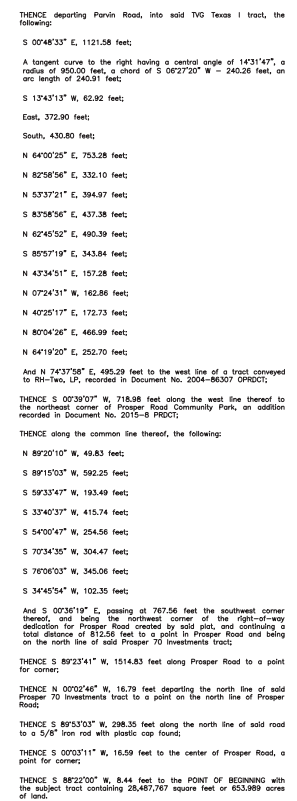 THENCE departing Parvin Road, into said TVG Texas I tract, the
following:
S 00°48'33" E, 1121.58 feet;
A tangent curve to the right having a central angle of 14°31'47", a
radius of 950.00 feet, a chord of S 06°27'20" W – 240.26 feet, an
arc length of 240.91 feet;
S 13°43'13" W, 62.92 feet;
East, 372.90 feet;
South, 430.80 feet;
N 64°00'25" E, 753.28 feet;
N 82°58'56" E, 332.10 feet;
N 53°37'21" E, 394.97 feet;
S 83°58'56" E, 437.38 feet;
N 62°45'52" E, 490.39 feet;
S 85°57'19" E, 343.84 feet;
N 43°34'51" E, 157.28 feet;
N 07°24'31" W, 162.86 feet;
N 40°25'17" E, 172.73 feet;
N 80°04'26" E, 466.99 feet;
N 64°19'20" E, 252.70 feet;
And N 74°37'58" E, 495.29 feet to the west line of a tract conveyed
to RH–Two, LP, recorded in Document No. 2004–86307 OPRDCT;
THENCE S 00°39'07" W, 718.98 feet along the west line thereof to
the northeast corner of Prosper Road Community Park, an addition
recorded in Document No. 2015–8 PRDCT;
THENCE along the common line thereof, the following:
N 89°20'10" W, 49.83 feet;
S 89°15'03" W, 592.25 feet;
S 59°33'47" W, 193.49 feet;
S 33°40'37" W, 415.74 feet;
S 54°00'47" W, 254.56 feet;
S 70°34'35" W, 304.47 feet;
S 76°06'03" W, 345.06 feet;
S 34°45'54" W, 102.35 feet;
And S 00°36'19" E, passing at 767.56 feet the southwest corner
thereof, and being the northwest corner of the right–of–way
dedication for Prosper Road created by said plat, and continuing a
total distance of 812.56 feet to a point in Prosper Road and being
on the north line of said Prosper 70 Investments tract;
THENCE S 89°23'41" W, 1514.83 feet along Prosper Road to a point
for corner;
THENCE N 00°02'46" W, 16.79 feet departing the north line of said
Prosper 70 Investments tract to a point on the north line of Prosper
Road;
THENCE S 89°53'03" W, 298.35 feet along the north line of said road
to a 5/8" iron rod with plastic cap found;
THENCE S 00°03'11" W, 16.59 feet to the center of Prosper Road, a
point for corner;
THENCE S 88°22'00" W, 8.44 feet to the POINT OF BEGINNING with
the subject tract containing 28,487,767 square feet or 653.989 acres
of land.